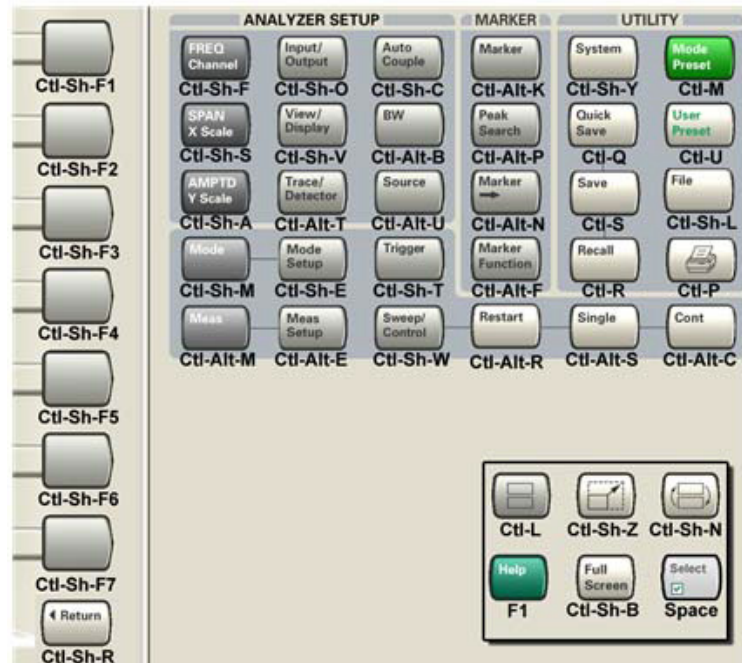 ANALYZER SETUP MARKER UTILITY
FREQ Channel
Input/ Output
Auto Couple
Marker
System
Mode Preset
Ctl-Sh-F1 Ctl-Sh-F Ctl-Sh-O Ctl-Sh-C Ctl-Alt-K Ctl-Sh-Y Ctl-M
SPAN X Scale
View/ Display
BW
Peak Search
Quick Save
User Preset
Ctl-Sh-F2 Ctl-Sh-S Ctl-Sh-V Ctl-Alt-B Ctl-Alt-P Ctl-Q Ctl-U
AMPTD Y Scale
Trace/ Detector
Source
Marker
Save
File
Ctl-Sh-F3 Ctl-Sh-A Ctl-Alt-T Ctl-Alt-U Ctl-Alt-N Ctl-S Ctl-Sh-L
Mode
Mode Setup
Trigger
Marker Function
Recall
Ctl-Sh-F4 Ctl-Sh-M Ctl-Sh-E Ctl-Sh-T Ctl-Alt-F Ctl-R Ctl-P
Meas
Meas Setup
Sweep/ Control
Restart
Single
Cont
Ctl-Alt-M Ctl-Alt-E Ctl-Sh-W Ctl-Alt-R Ctl-Alt-S Ctl-Alt-C
Ctl-Sh-F5
Ctl-Sh-F6
Ctl-L Ctl-Sh-Z Ctl-Sh-N
Help
Full Screen
Select
Ctl-Sh-F7 F1 Ctl-Sh-B Space
Return
Ctl-Sh-R